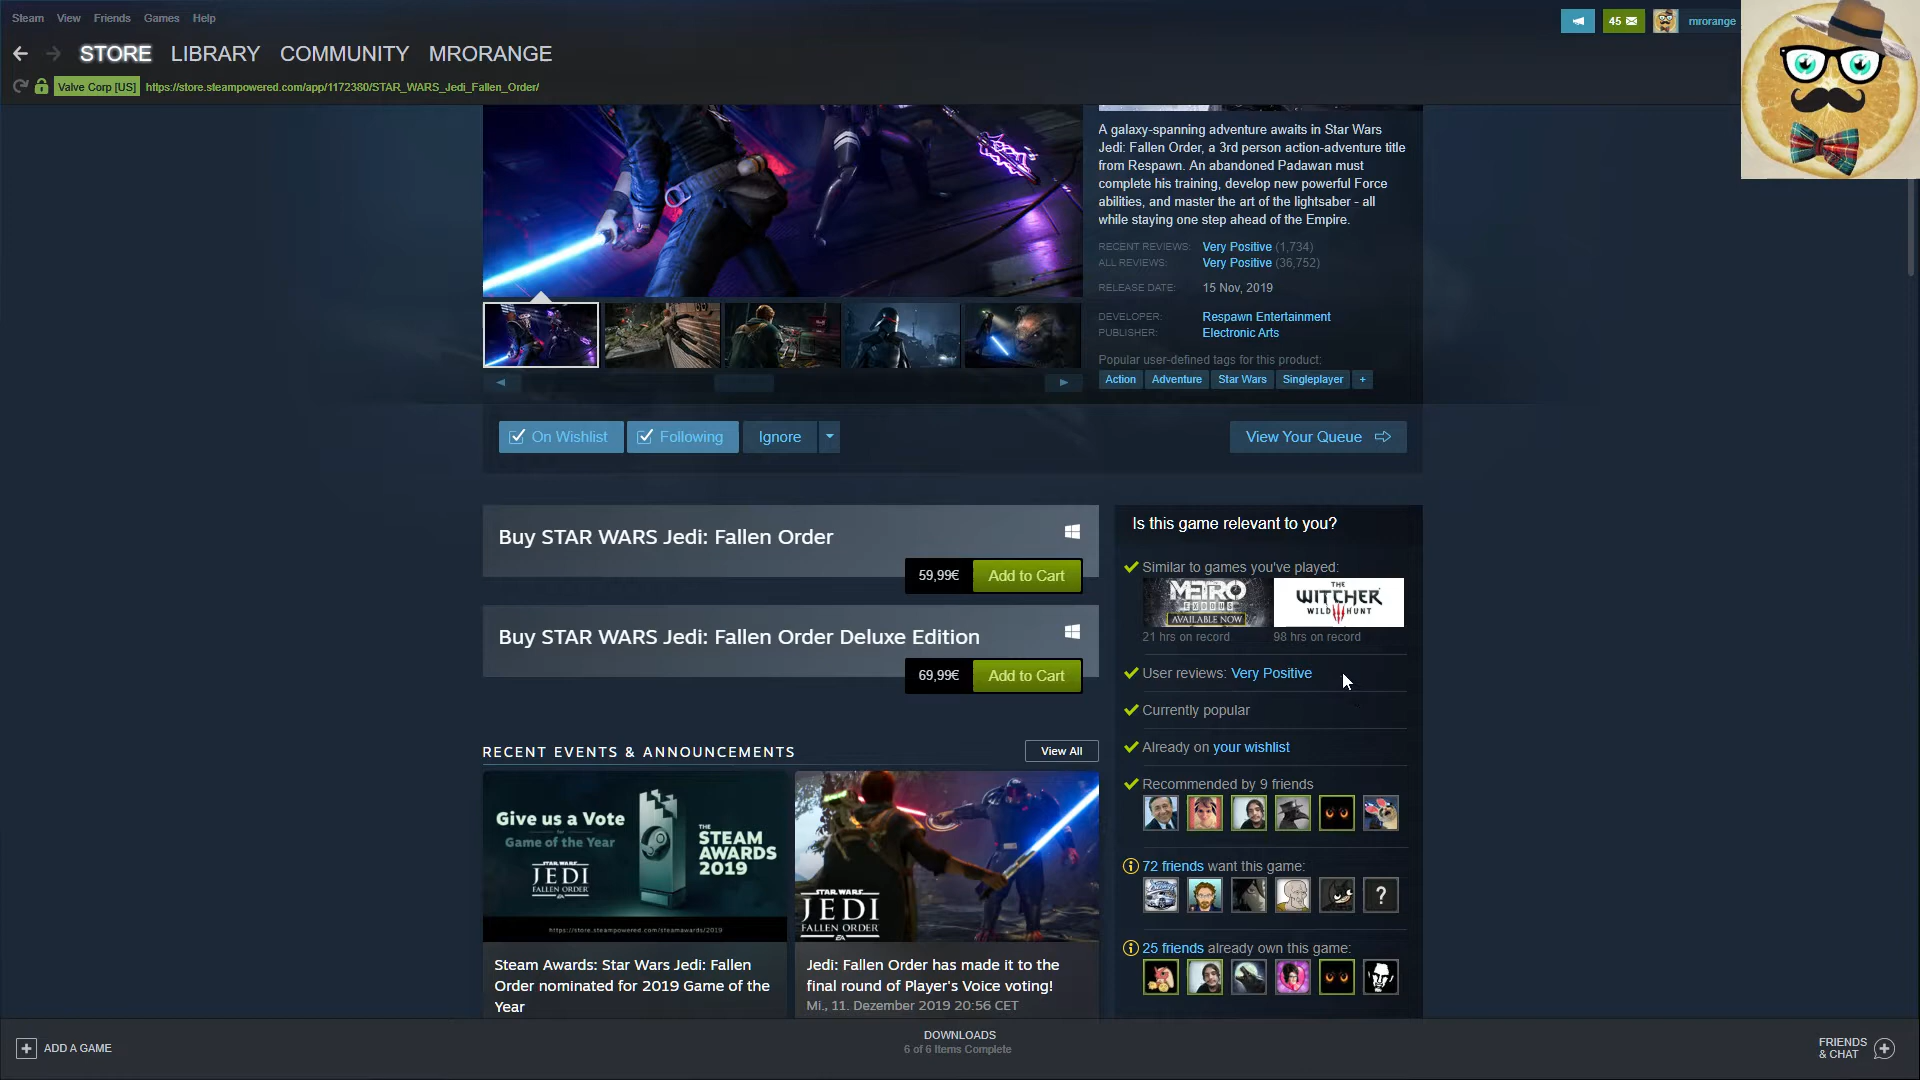 Steam View Friends Games Help
45
mrorange
STORE LIBRARY COMMUNITY MRORANGE
Valve Corp [US] https://store.steampowered.com/app/1172380/STAR_WARS_Jedi_Fallen_Order/
A galaxy-spanning adventure awaits in Star Wars
Jedi: Fallen Order, a 3rd person action-adventure title
from Respawn. An abandoned Padawan must
complete his training, develop new powerful Force
abilities, and master the art of the lightsaber - all
while staying one step ahead of the Empire.
RECENT REVIEWS: Very Positive (1,734)
ALL REVIEWS: Very Positive (36,752)
RELEASE DATE: 15 Nov, 2019
DEVELOPER: Respawn Entertainment
PUBLISHER: Electronic Arts
Popular user-defined tags for this product:
Action Adventure Star Wars Singleplayer +
On Wishlist Following Ignore View Your Queue
Buy STAR WARS Jedi: Fallen Order
59,99€ Add to Cart
Buy STAR WARS Jedi: Fallen Order Deluxe Edition
69,99€ Add to Cart
Is this game relevant to you?
Similar to games you've played:
METRO
EXODUS
AVAILABLE NOW
THE
WITCHER
WILD HUNT
21 hrs on record 98 hrs on record
User reviews: Very Positive
Currently popular
Already on your wishlist
Recommended by 9 friends
72 friends want this game:
?
25 friends already own this game:
RECENT EVENTS & ANNOUNCEMENTS View All
Give us a Vote
for
Game of the Year
STAR WARS
JEDI
FALLEN ORDER
THE
STEAM
AWARDS
2019
https://store.steampowered.com/steamawards/2019
STAR WARS
JEDI
FALLEN ORDER
EA
Steam Awards: Star Wars Jedi: Fallen
Order nominated for 2019 Game of the
Year
Jedi: Fallen Order has made it to the
final round of Player's Voice voting!
Mi., 11. Dezember 2019 20:56 CET
ADD A GAME
DOWNLOADS
6 of 6 Items Complete
FRIENDS
& CHAT